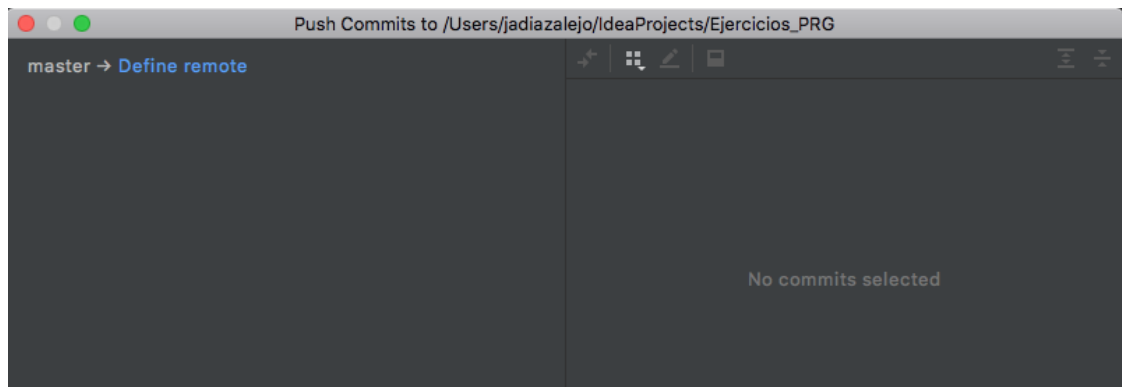 Push Commits to /Users/jadiazalejo/IdeaProjects/Ejercicios_PRG
master → Define remote
No commits selected